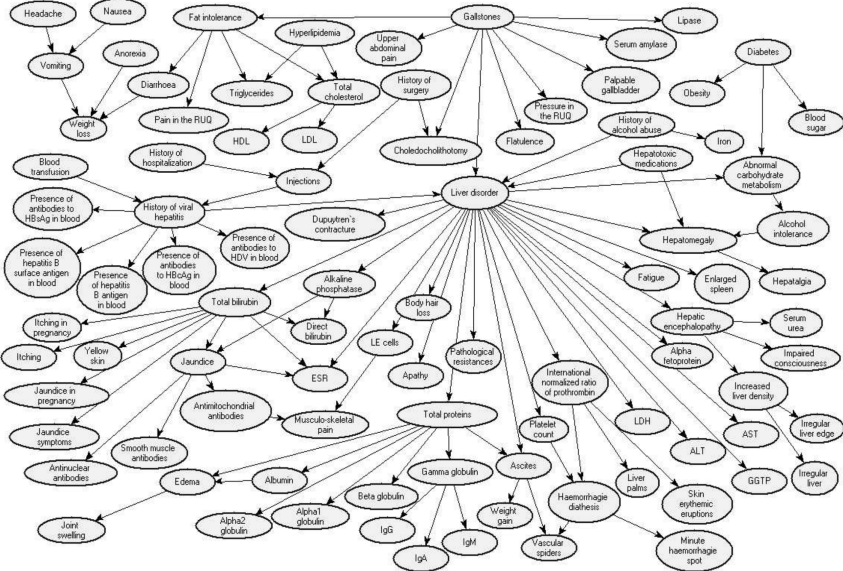 Headache
Nausea
Fat intolerance
Gallstones
Lipase
Hyperlipidemia
Upper
abdominal
pain
Serum amylase
Vomiting
Anorexia
Diabetes
Diarrhoea
Triglycerides
Total
cholesterol
History of
surgery
Palpable
gallbladder
Obesity
Weight
loss
Pain in the RUQ
HDL
LDL
Choledocholithotomy
Flatulence
Pressure in
the RUQ
History of
alcohol abuse
Blood
sugar
Iron
Blood
transfusion
History of
hospitalization
Injections
Hepatotoxic
medications
Abnormal
carbohydrate
metabolism
Liver disorder
Presence of
antibodies to
HBsAg in blood
History of viral
hepatitis
Dupuytren's
contracture
Alcohol
intolerance
Hepatomegaly
Presence of
hepatitis B
surface antigen
in blood
Presence
of hepatitis
B antigen
in blood
Presence of
antibodies
to HBcAg in
blood
Presence of
antibodies to
HDV in blood
Fatigue
Enlarged
spleen
Hepatalgia
Alkaline
phosphatase
Total bilirubin
Body hair
loss
Hepatic
encephalopathy
Serum
urea
Itching in
pregnancy
Direct
bilirubin
LE cells
Pathological
resistances
Itching
Yellow
skin
Jaundice
ESR
Apathy
International
normalized ratio
of prothrombin
Alpha
fetoprotein
Impaired
consciousness
Increased
liver density
Jaundice in
pregnancy
Antimitochondrial
antibodies
Musculo-skeletal
pain
Total proteins
Platelet
count
LDH
AST
Irregular
liver edge
Jaundice
symptoms
Smooth muscle
antibodies
ALT
Antinuclear
antibodies
Edema
Albumin
Gamma globulin
Ascites
GGTP
Irregular
liver
Beta globulin
Haemorrhagie
diathesis
Liver
palms
Skin
erythemic
eruptions
Joint
swelling
Alpha2
globulin
Alpha1
globulin
IgG
Weight
gain
IgA
IgM
Vascular
spiders
Minute
haemorrhagie
spot